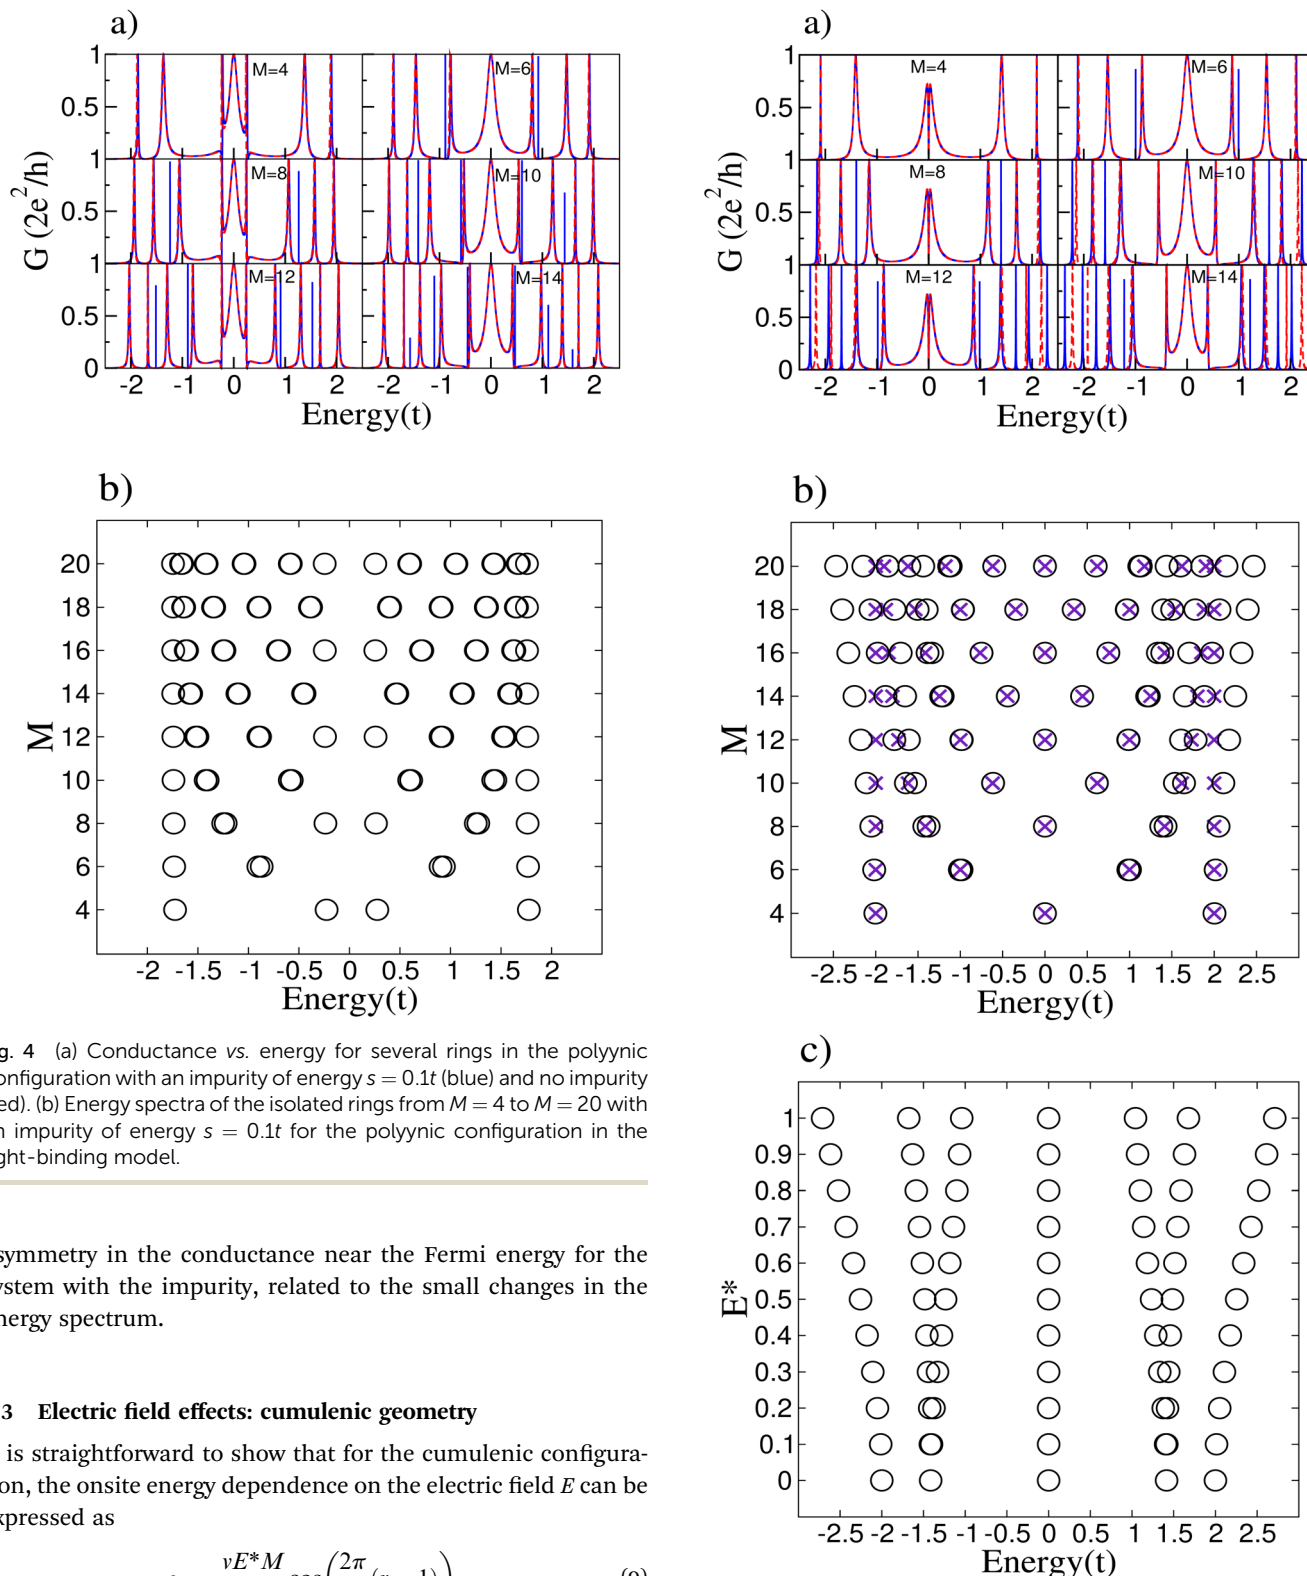 a)
G (2e²/h)
1
0.5
1
0.5
1
0.5
0
M=4
M=6
M=8
M=10
M=12
M=14
-2 -1 0 1 2 -2 -1 0 1 2
Energy(t)
b)
M
20
18
16
14
12
10
8
6
4
-2 -1.5 -1 -0.5 0 0.5 1 1.5 2
Energy(t)
g. 4 (a) Conductance vs. energy for several rings in the polyynic
onfiguration with an impurity of energy s = 0.1t (blue) and no impurity
ed). (b) Energy spectra of the isolated rings from M = 4 to M = 20 with
n impurity of energy s = 0.1t for the polyynic configuration in the
ght-binding model.
symmetry in the conductance near the Fermi energy for the
ystem with the impurity, related to the small changes in the
nergy spectrum.
3 Electric field effects: cumulenic geometry
is straightforward to show that for the cumulenic configura-
on, the onsite energy dependence on the electric field E can be
xpressed as
vE*M cos(2π (1)) (9)
a)
G (2e²/h)
1
0.5
1
0.5
1
0.5
0
M=4
M=6
M=8
M=10
M=12
M=14
-2 -1 0 1 2 -2 -1 0 1 2
Energy(t)
b)
M
20
18
16
14
12
10
8
6
4
-2.5 -2 -1.5 -1 -0.5 0 0.5 1 1.5 2 2.5
Energy(t)
c)
E*
1
0.9
0.8
0.7
0.6
0.5
0.4
0.3
0.2
0.1
0
-2.5 -2 -1.5 -1 -0.5 0 0.5 1 1.5 2 2.5
Energy(t)